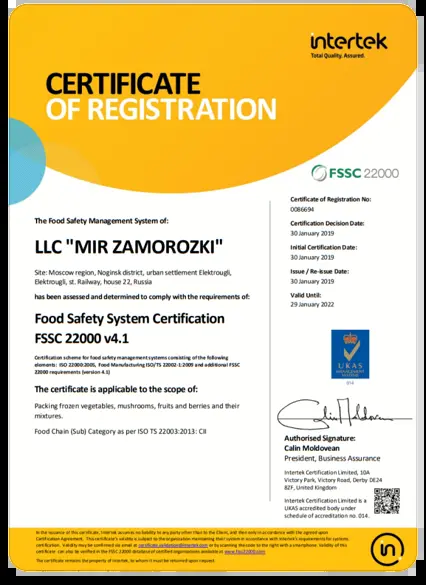 intertek
Total Quality. Assured.
CERTIFICATE
OF REGISTRATION
FSSC 22000
The Food Safety Management System of:
LLC "MIR ZAMOROZKI"
Site: Moscow region, Noginsk district, urban settlement Elektrougli,
Elektrougli, st. Railway, house 22, Russia
has been assessed and determined to comply with the requirements of:
Food Safety System Certification
FSSC 22000 v4.1
Certification scheme for food safety management systems consisting of the following
elements: ISO 22000:2005, Food Manufacturing ISO/TS 22002-1:2009 and additional FSSC
22000 requirements (version 4.1)
The certificate is applicable to the scope of:
Packing frozen vegetables, mushrooms, fruits and berries and their
mixtures.
Food Chain (Sub) Category as per ISO TS 22003:2013: CII
Certificate of Registration No:
0086694
Certification Decision Date:
30 January 2019
Initial Certification Date:
30 January 2019
Issue / Re-issue Date:
30 January 2019
Valid Until:
29 January 2022
UKAS
MANAGEMENT
SYSTEMS
014
Calin Moldovean
Authorised Signature:
Calin Moldovean
President, Business Assurance
Intertek Certification Limited, 10A
Victory Park, Victory Road, Derby DE24
8ZF, United Kingdom
Intertek Certification Limited is a
UKAS accredited body under
schedule of accreditation no. 014.
In the issuance of this certificate, Intertek assumes no liability to any party other than to the Client, and then only in accordance with the agreed upon
Certification Agreement. This certificate's validity is subject to the organisation maintaining their system in accordance with Intertek's requirements for systems
certification. Validity may be confirmed via email at certificate.validation@intertek.com or by scanning the code to the right with a smartphone. Validity of this
certificate can also be verified in the FSSC 22000 database of certified organisations available at www.fssc22000.com
The certificate remains the property of Intertek, to whom it must be returned upon request.
in